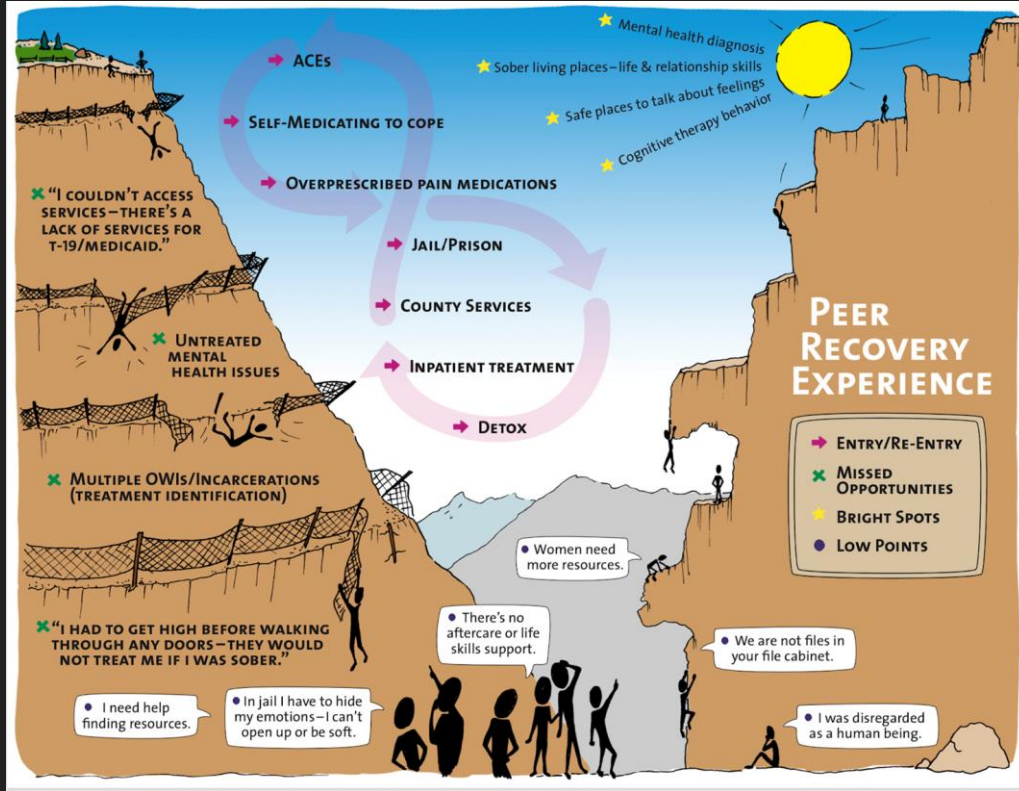 Mental health diagnosis
Sober living places – life & relationship skills
Safe places to talk about feelings
Cognitive therapy behavior
ACEs
Self-Medicating to cope
Overprescribed pain medications
Jail/Prison
County Services
Inpatient treatment
Detox
"I couldn't access
services – there's a
lack of services for
T-19/Medicaid."
Untreated
mental
health issues
Multiple OWIs/Incarcerations
(treatment identification)
"I had to get high before walking
through any doors – they would
not treat me if I was sober."
Peer
Recovery
Experience
Entry/Re-Entry
Missed
Opportunities
Bright Spots
Low Points
Women need
more resources.
There's no
aftercare or life
skills support.
We are not files in
your file cabinet.
I need help
finding resources.
In jail I have to hide
my emotions – I can't
open up or be soft.
I was disregarded
as a human being.